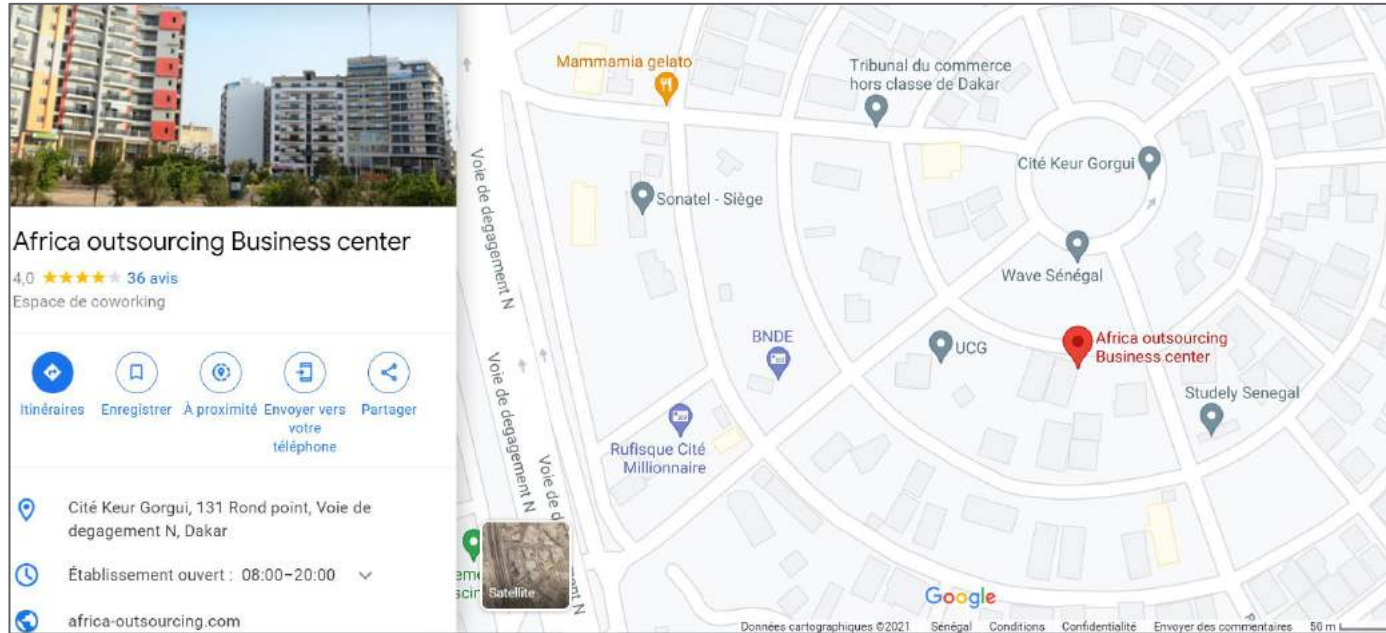 Africa outsourcing Business center
4,0
36 avis
Espace de coworking
Itinéraires
Enregistrer
À proximité
Envoyer vers
votre
téléphone
Partager
Cité Keur Gorgui, 131 Rond point, Voie de
degagement N, Dakar
Établissement ouvert : 08:00–20:00
africa-outsourcing.com
Mammamia gelato
Tribunal du commerce
hors classe de Dakar
Cité Keur Gorgui
Sonatel - Siège
Voie de degagement N
Wave Sénégal
BNDE
UCG
Africa outsourcing
Business center
Voie de degagement N
Studely Senegal
Rufisque Cité
Millionnaire
Satellite
Google
Données cartographiques ©2021 Sénégal Conditions Confidentialité Envoyer des commentaires 50 m